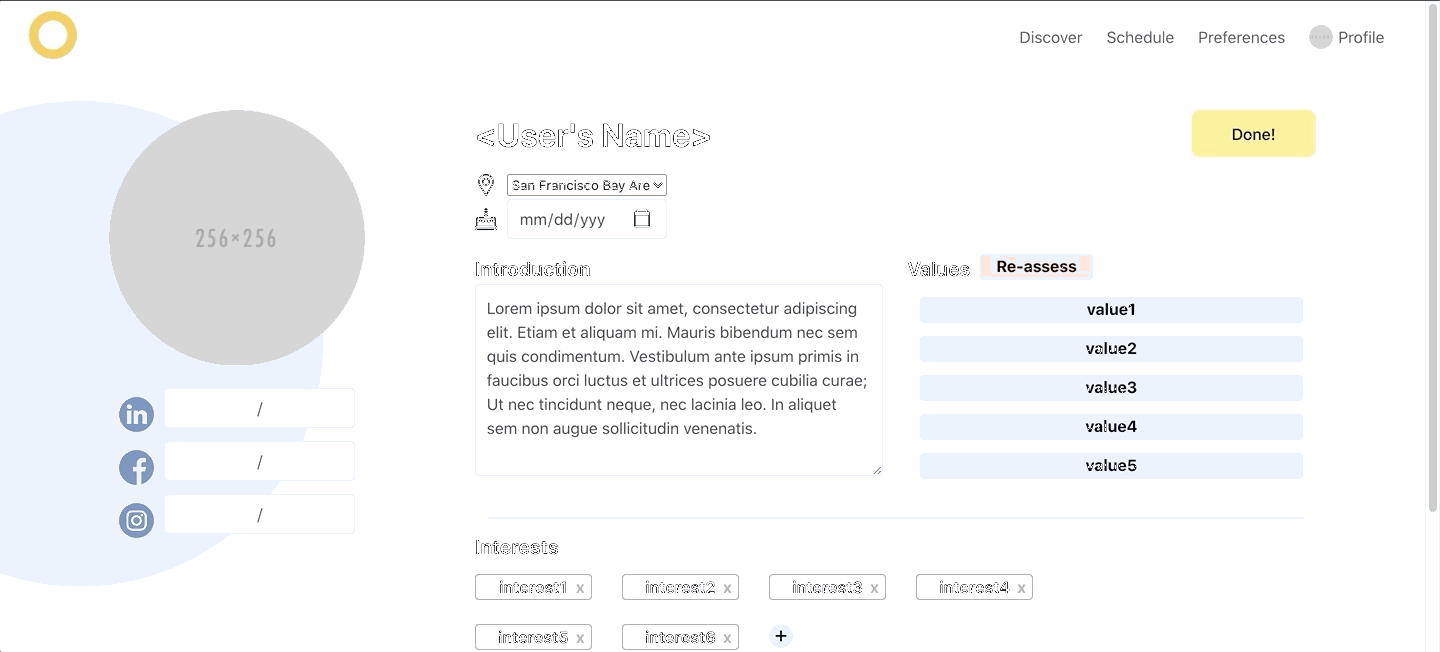 Discover Schedule Preferences Profile
256×256
<User's Name>
Done!
San Francisco Bay Are
mm/dd/yyy
Introduction
Lorem ipsum dolor sit amet, consectetur adipiscing
elit. Etiam et aliquam mi. Mauris bibendum nec sem
quis condimentum. Vestibulum ante ipsum primis in
faucibus orci luctus et ultrices posuere cubilia curae;
Ut nec tincidunt neque, nec lacinia leo. In aliquet
sem non augue sollicitudin venenatis.
Values Re-assess
value1
value2
value3
value4
value5
in /
f /
/
Interests
interest1 x interest2 x interest3 x interest4 x
interest5 x interest6 x +